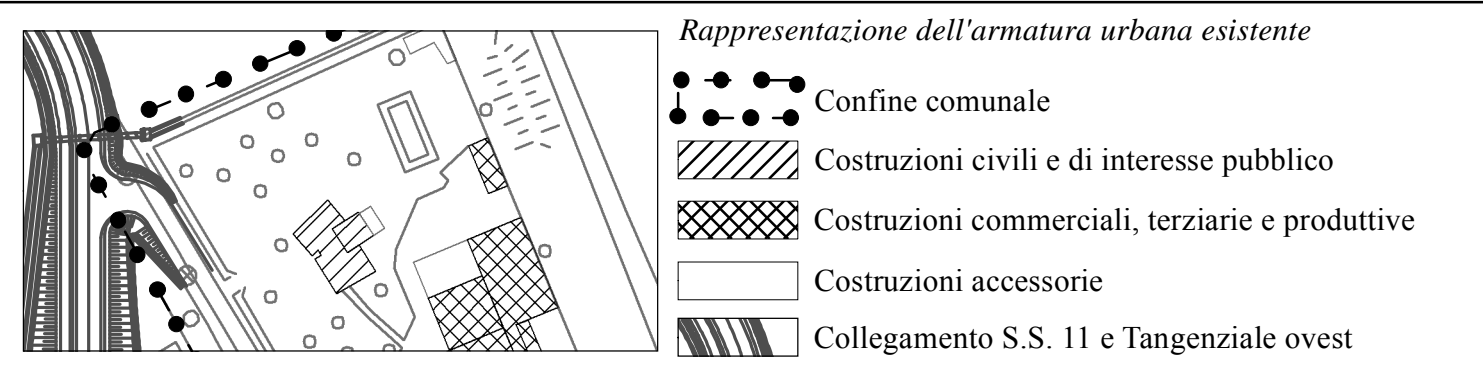 Rappresentazione dell'armatura urbana esistente
Confine comunale
Costruzioni civili e di interesse pubblico
Costruzioni commerciali, terziarie e produttive
Costruzioni accessorie
Collegamento S.S. 11 e Tangenziale ovest